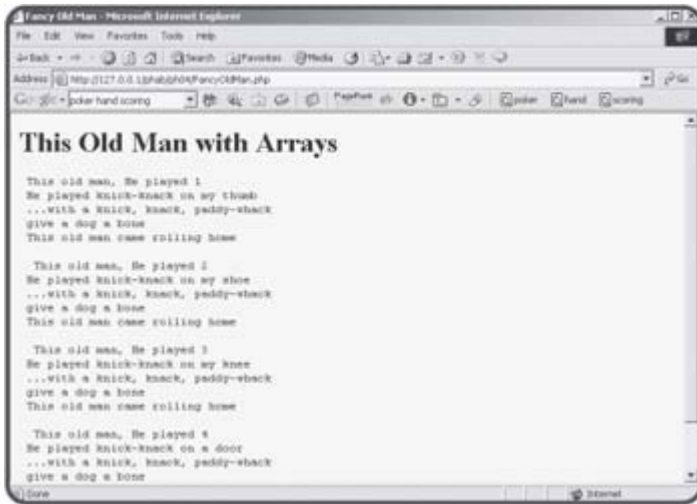 Fancy Old Man - Microsoft Internet Explorer
File Edit View Favorites Tools Help
Back Search Favorites Media
Address http://127.0.0.1/phab/ph04/FancyOldMan.php Go
poker hand scoring PageRank poker hand scoring
This Old Man with Arrays
This old man, He played 1
He played knick-knack on my thumb
...with a knick, knack, paddy-whack
give a dog a bone
This old man came rolling home
This old man, He played 2
He played knick-knack on my shoe
...with a knick, knack, paddy-whack
give a dog a bone
This old man came rolling home
This old man, He played 3
He played knick-knack on my knee
...with a knick, knack, paddy-whack
give a dog a bone
This old man came rolling home
This old man, He played 4
He played knick-knack on a door
...with a knick, knack, paddy-whack
give a dog a bone
Done Internet